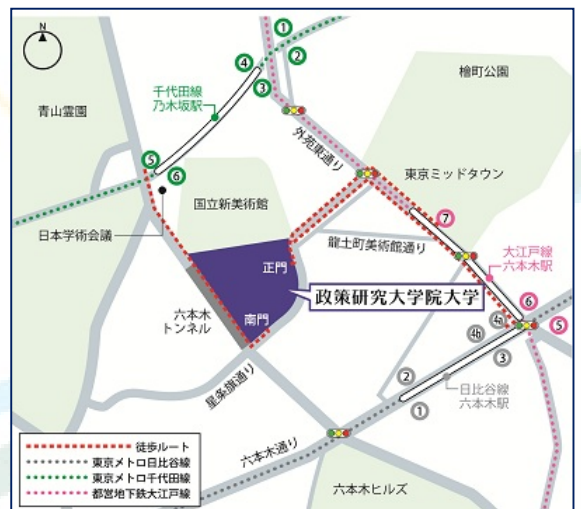 N
①
②
④
③
千代田線
乃木坂駅
檜町公園
青山霊園
外苑東通り
⑤
⑥
東京ミッドタウン
国立新美術館
⑦
日本学術会議
龍土町美術館通り
大江戸線
六本木駅
正門
政策研究大学院大学
六本木
トンネル
南門
⑥
4a
⑤
4b
③
星条旗通り
②
①
日比谷線
六本木駅
六本木通り
徒歩ルート
東京メトロ日比谷線
東京メトロ千代田線
都営地下鉄大江戸線
六本木ヒルズ